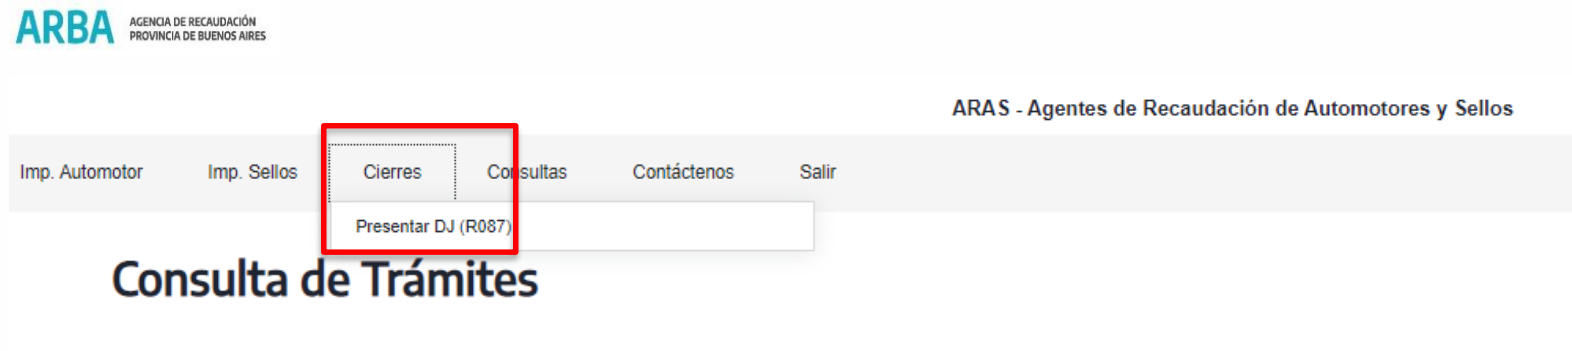 ARBA
AGENCIA DE RECAUDACIÓN
PROVINCIA DE BUENOS AIRES
ARAS - Agentes de Recaudación de Automotores y Sellos
Imp. Automotor Imp. Sellos Cierres Consultas Contáctenos Salir
Presentar DJ (R087)
Consulta de Trámites